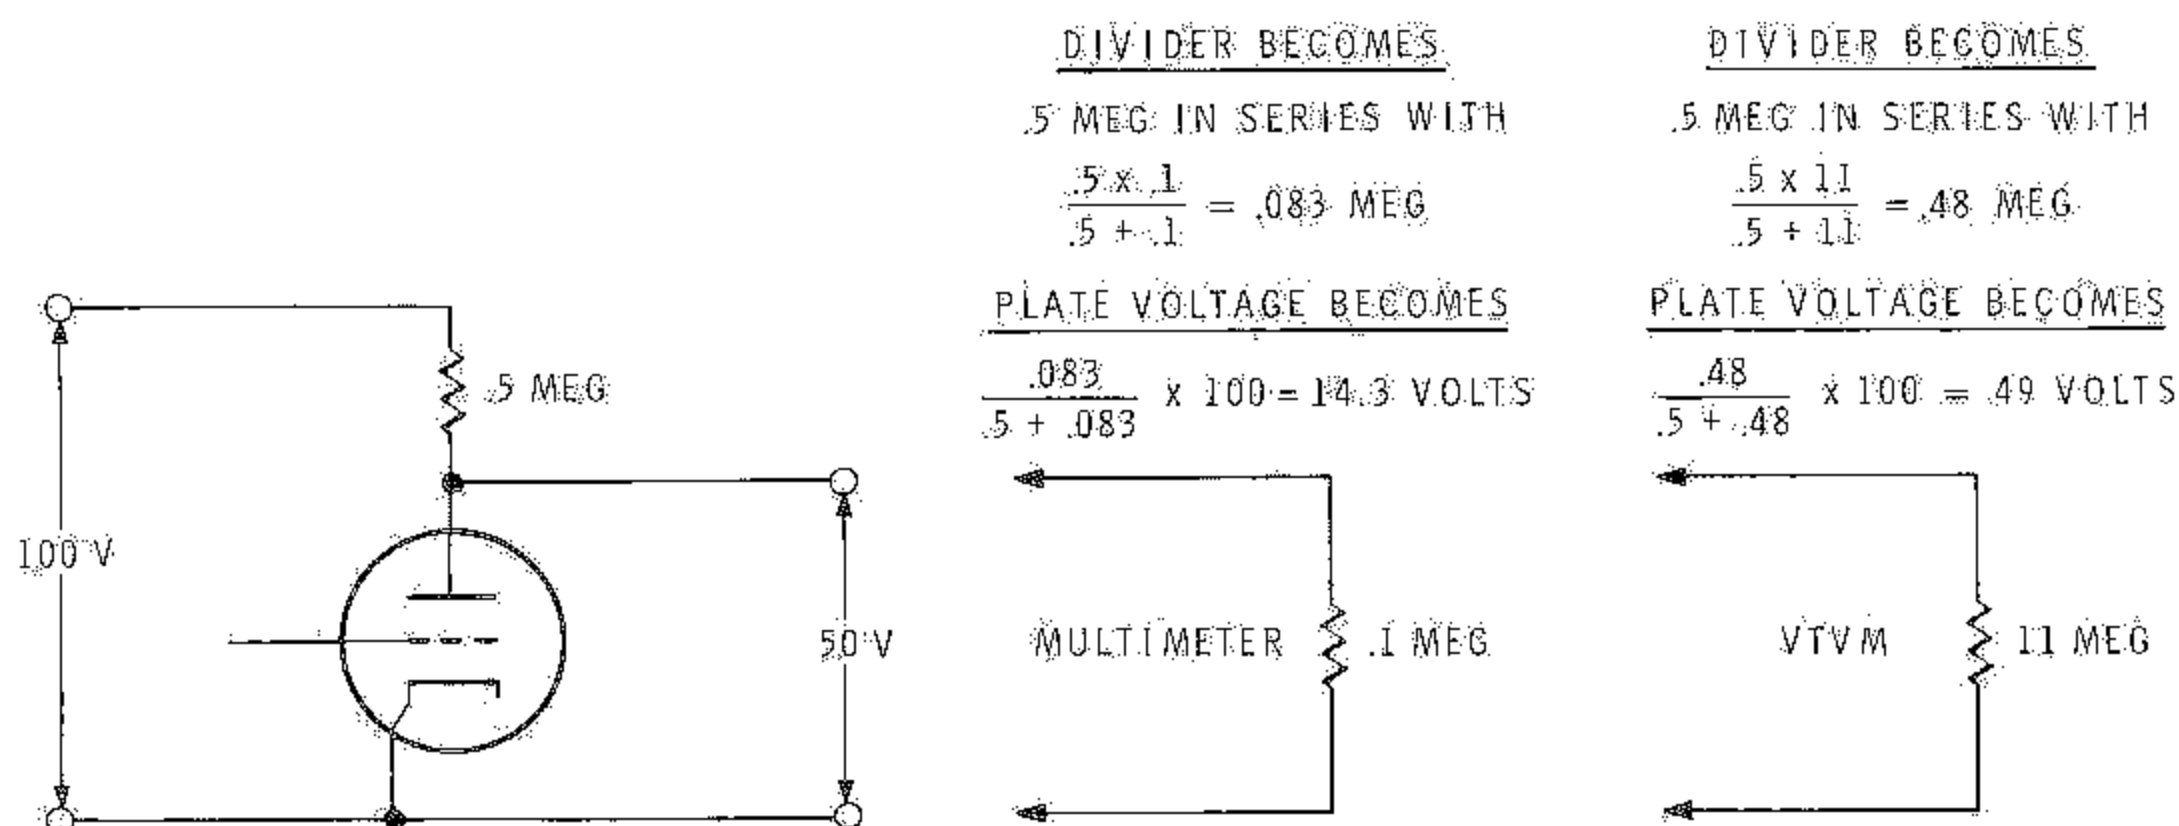 DIVIDER BECOMES
.5 MEG IN SERIES WITH
.5 x .1
.5 + .1
= .083 MEG
PLATE VOLTAGE BECOMES
.083
.5 + .083
x 100 = 14.3 VOLTS
DIVIDER BECOMES
.5 MEG IN SERIES WITH
.5 x 11
.5 + 11
= .48 MEG
PLATE VOLTAGE BECOMES
.48
.5 + .48
x 100 = .49 VOLTS
.5 MEG
100 V
50 V
MULTIMETER
.1 MEG
VTVM
11 MEG